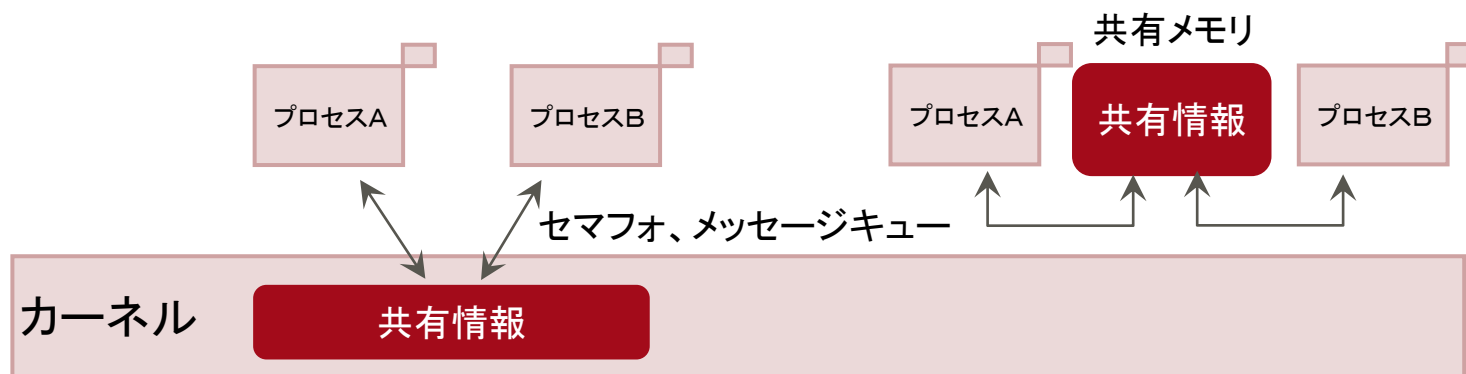 共有メモリ
プロセスA
プロセスB
プロセスA
共有情報
プロセスB
セマフォ、メッセージキュー
カーネル
共有情報